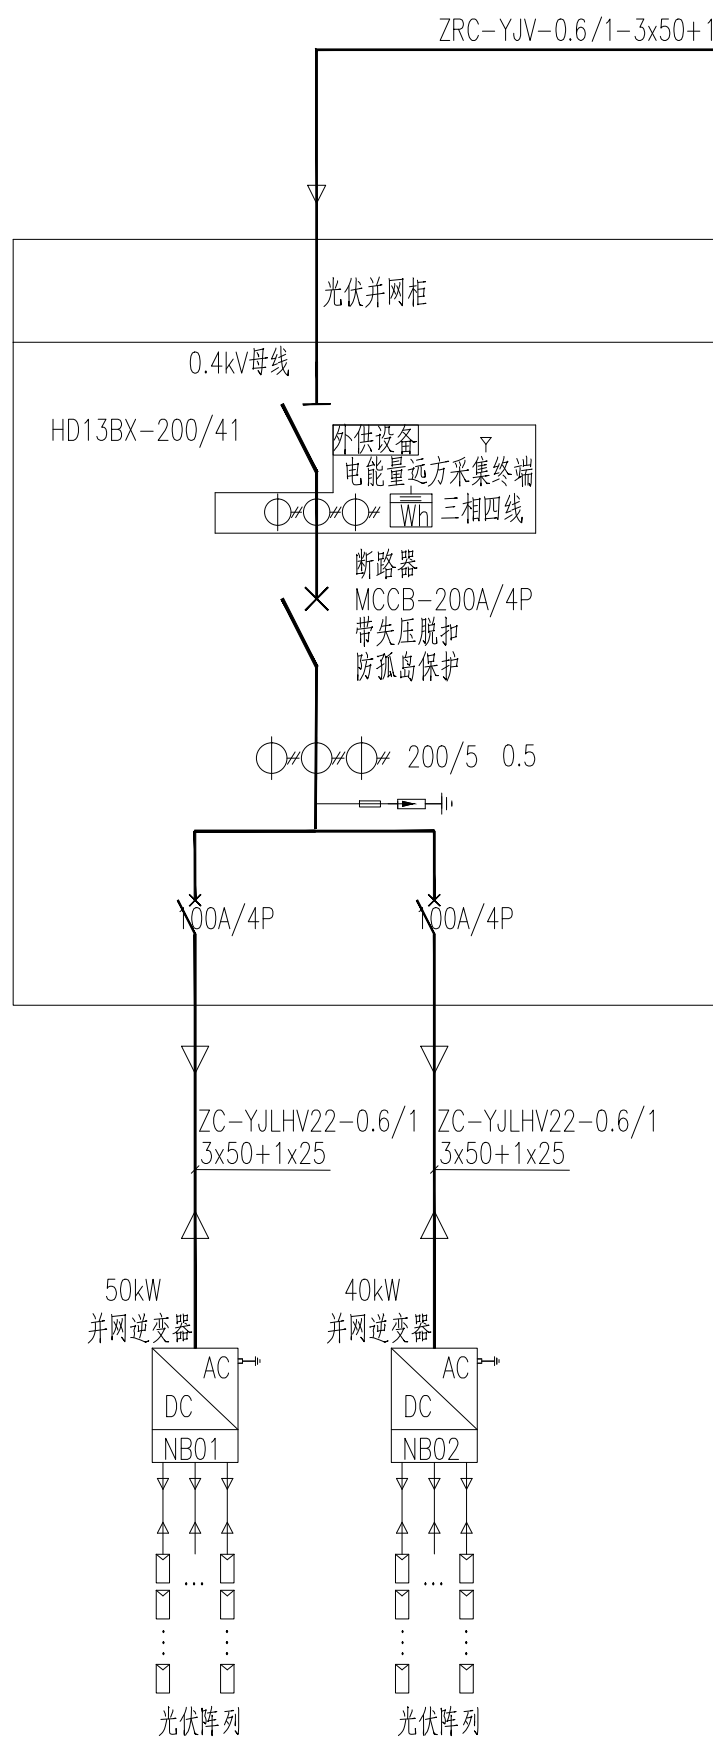 ZRC-YJV-0.6/1-3x50+1
光伏并网柜
0.4kV母线
HD13BX-200/41
外供设备
电能量远方采集终端
Wh 三相四线
断路器
MCCB-200A/4P
带失压脱扣
防孤岛保护
200/5 0.5
100A/4P 100A/4P
ZC-YJLHV22-0.6/1 ZC-YJLHV22-0.6/1
3x50+1x25 3x50+1x25
50kW 40kW
并网逆变器 并网逆变器
AC AC
DC DC
NB01 NB02
... ...
光伏阵列 光伏阵列